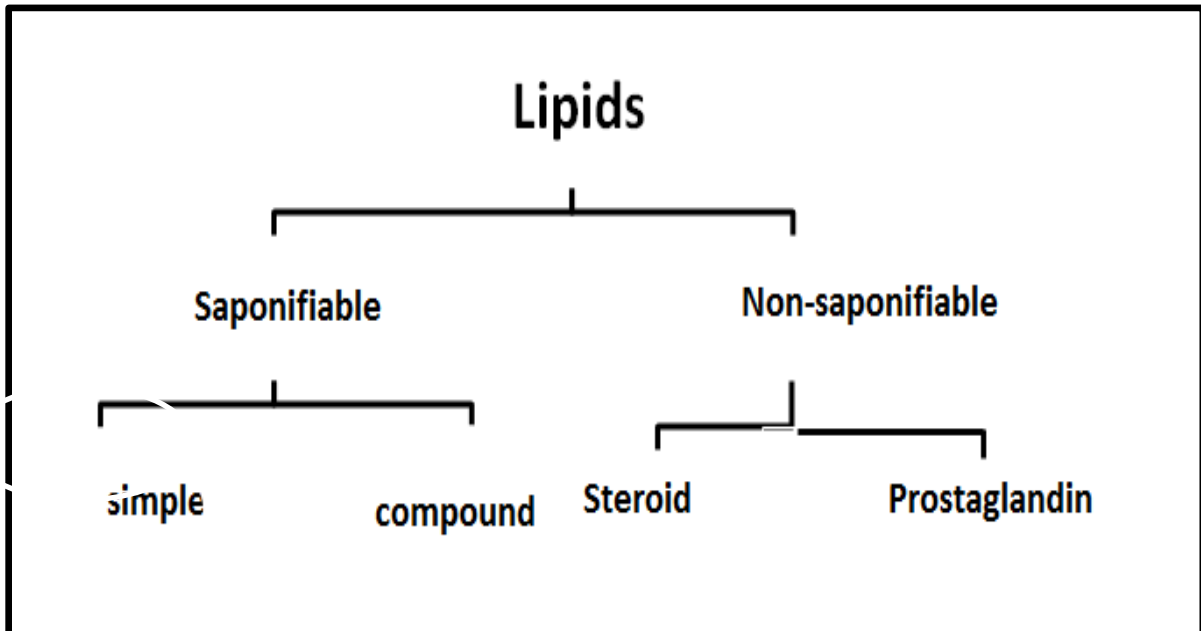 Lipids
Saponifiable
Non-saponifiable
simple
compound
Steroid
Prostaglandin